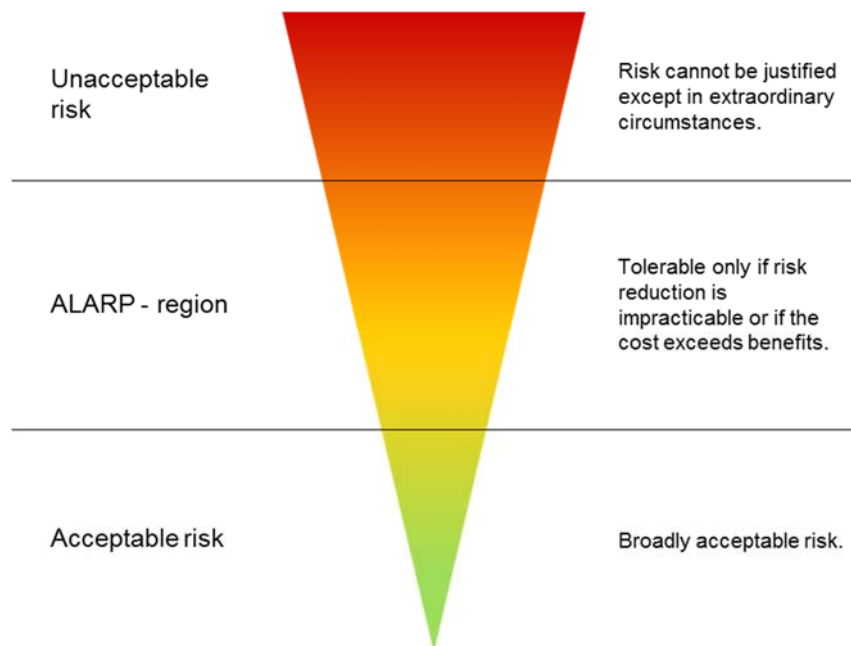 Unacceptable
risk
Risk cannot be justified
except in extraordinary
circumstances.
ALARP - region
Tolerable only if risk
reduction is
impracticable or if the
cost exceeds benefits.
Acceptable risk
Broadly acceptable risk.